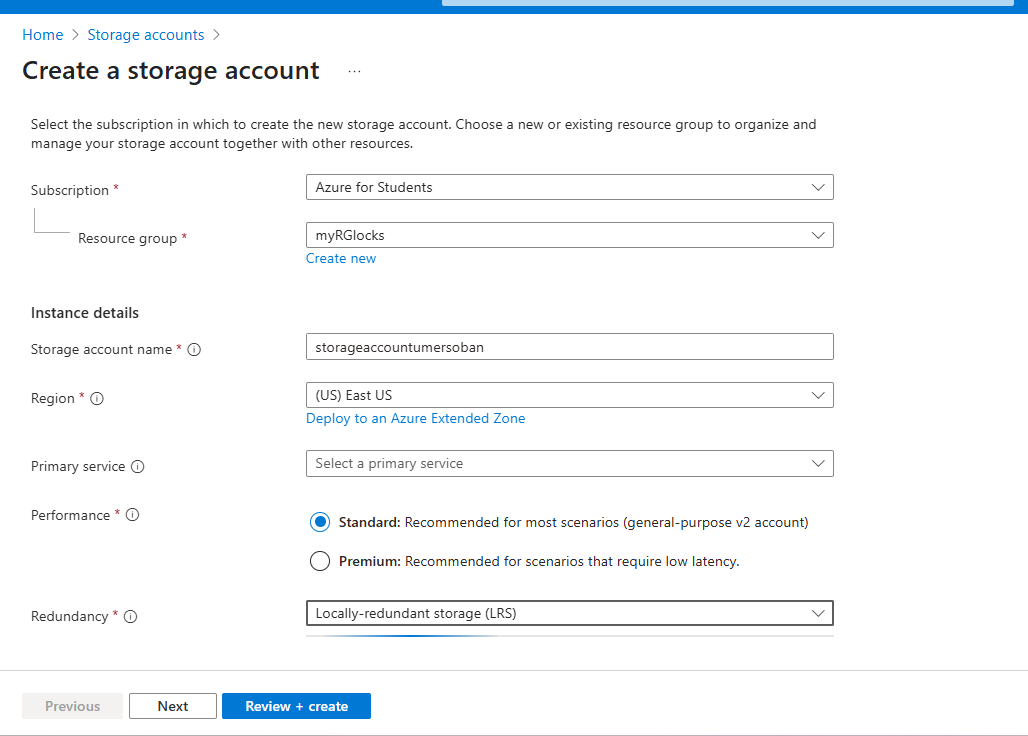 Home > Storage accounts >
Create a storage account ...
Select the subscription in which to create the new storage account. Choose a new or existing resource group to organize and
manage your storage account together with other resources.
Subscription * Azure for Students
Resource group * myRGlocks
Create new
Instance details
Storage account name * storageaccountumersoban
Region * (US) East US
Deploy to an Azure Extended Zone
Primary service Select a primary service
Performance * Standard: Recommended for most scenarios (general-purpose v2 account)
Premium: Recommended for scenarios that require low latency.
Redundancy * Locally-redundant storage (LRS)
Previous Next Review + create